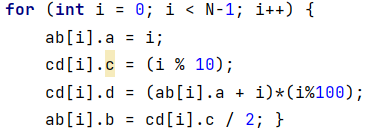 for (int i = 0; i < N-1; i++) {
ab[i].a = i;
cd[i].c = (i % 10);
cd[i].d = (ab[i].a + i)*(i%100);
ab[i].b = cd[i].c / 2; }